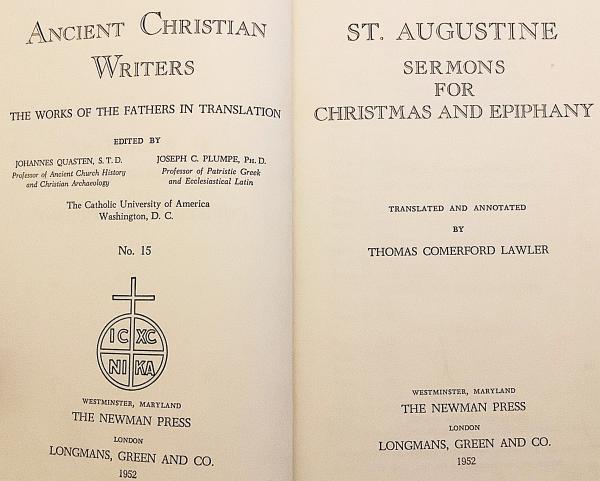 ANCIENT CHRISTIAN
WRITERS
THE WORKS OF THE FATHERS IN TRANSLATION
EDITED BY
JOHANNES QUASTEN, S. T. D.
Professor of Ancient Church History
and Christian Archaeology
JOSEPH C. PLUMPE, PH. D.
Professor of Patristic Greek
and Ecclesiastical Latin
The Catholic University of America
Washington, D. C.
No. 15
IC XC
NI KA
WESTMINSTER, MARYLAND
THE NEWMAN PRESS
LONDON
LONGMANS, GREEN AND CO.
1952
ST. AUGUSTINE
SERMONS
FOR
CHRISTMAS AND EPIPHANY
TRANSLATED AND ANNOTATED
BY
THOMAS COMERFORD LAWLER
WESTMINSTER, MARYLAND
THE NEWMAN PRESS
LONDON
LONGMANS, GREEN AND CO.
1952